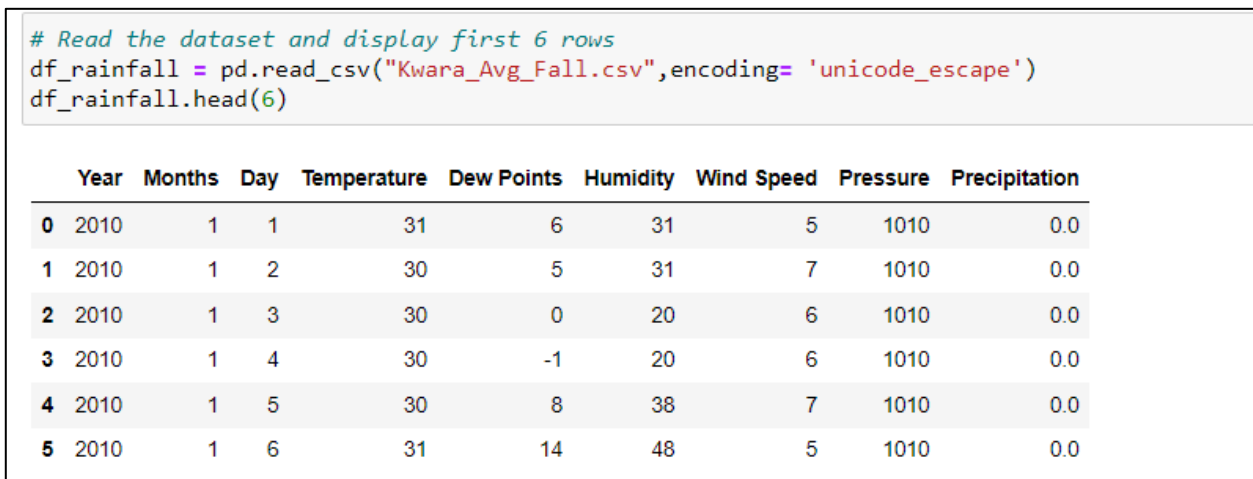 # Read the dataset and display first 6 rows
df_rainfall = pd.read_csv("Kwara_Avg_Fall.csv",encoding= 'unicode_escape')
df_rainfall.head(6)
Year Months Day Temperature Dew Points Humidity Wind Speed Pressure Precipitation
0 2010 1 1 31 6 31 5 1010 0.0
1 2010 1 2 30 5 31 7 1010 0.0
2 2010 1 3 30 0 20 6 1010 0.0
3 2010 1 4 30 -1 20 6 1010 0.0
4 2010 1 5 30 8 38 7 1010 0.0
5 2010 1 6 31 14 48 5 1010 0.0